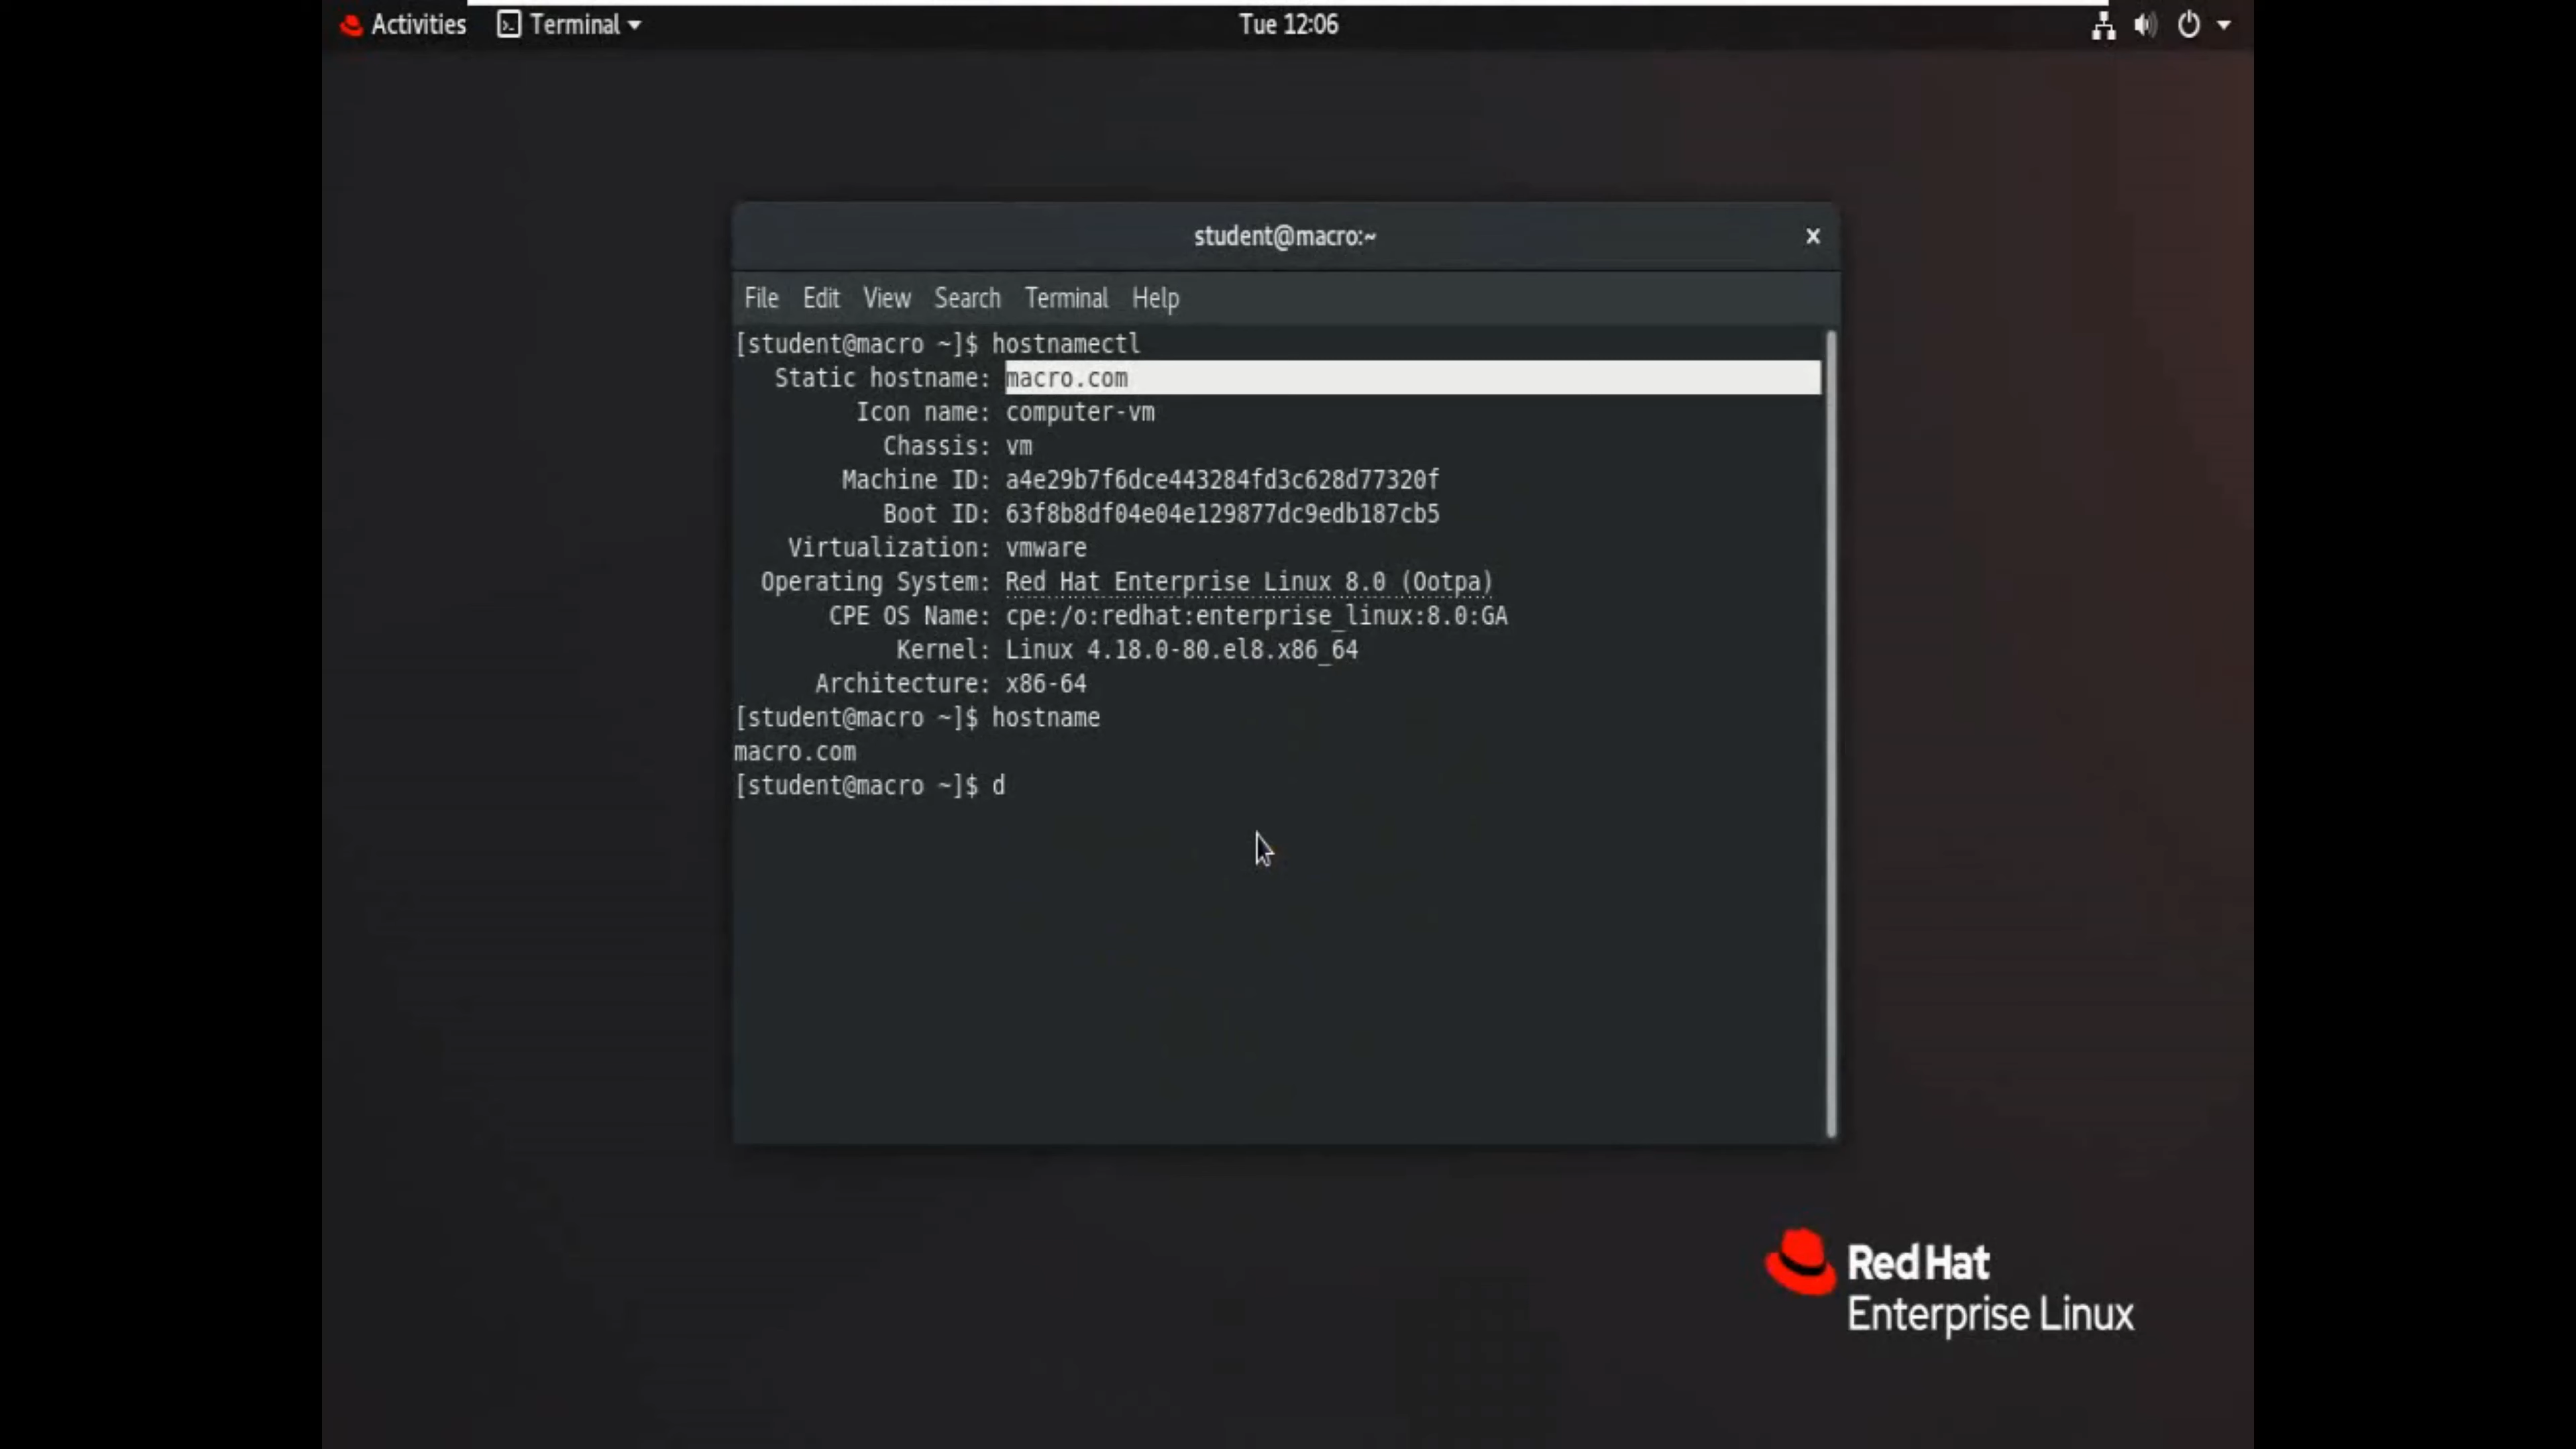 Activities Terminal Tue 12:06
student@macro:~
File Edit View Search Terminal Help
[student@macro ~]$ hostnamectl
Static hostname: macro.com
Icon name: computer-vm
Chassis: vm
Machine ID: a4e29b7f6dce443284fd3c628d77320f
Boot ID: 63f8b8df04e04e129877dc9edb187cb5
Virtualization: vmware
Operating System: Red Hat Enterprise Linux 8.0 (Ootpa)
CPE OS Name: cpe:/o:redhat:enterprise_linux:8.0:GA
Kernel: Linux 4.18.0-80.el8.x86_64
Architecture: x86-64
[student@macro ~]$ hostname
macro.com
[student@macro ~]$ d
Red Hat
Enterprise Linux